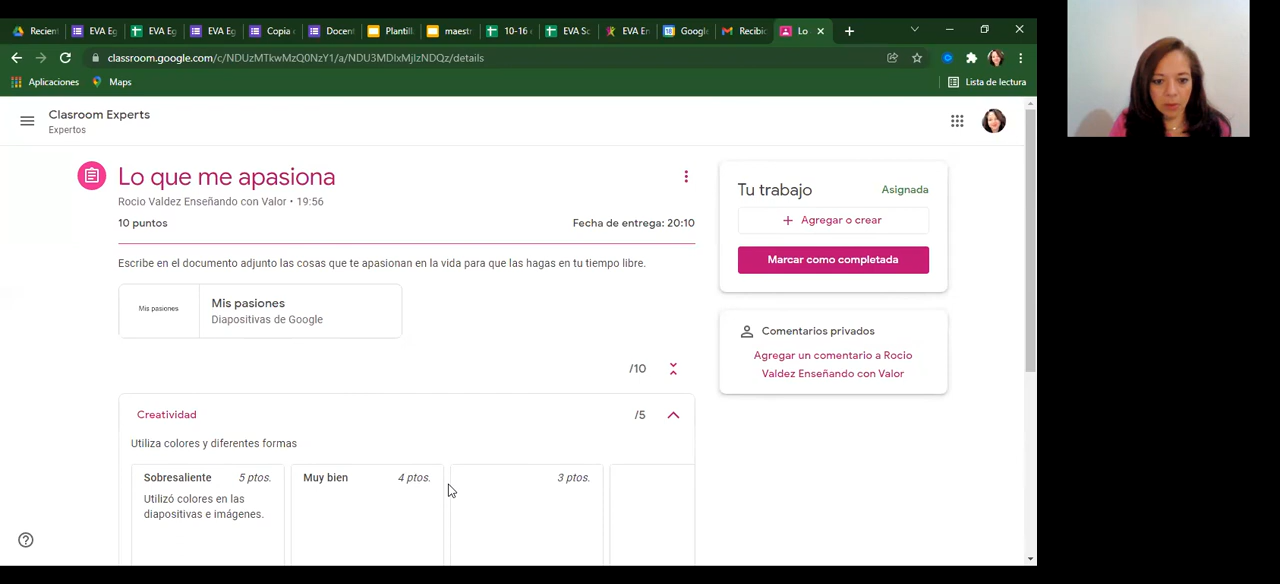 Recien
EVA Eg
EVA Eg
EVA Eg
Copia
Docent
Plantill
maest
10-16
EVA Sc
EVA En
Google
Recibic
Lo
classroom.google.com/c/NDUzMTkwMzQ0NzY1/a/NDU3MDIxMjIzNDQz/details
Aplicaciones
Maps
Lista de lectura
Clasroom Experts
Expertos
Lo que me apasiona
Rocio Valdez Enseñando con Valor • 19:56
10 puntos
Fecha de entrega: 20:10
Escribe en el documento adjunto las cosas que te apasionan en la vida para que las hagas en tu tiempo libre.
Mis pasiones
Mis pasiones
Diapositivas de Google
/10
Creatividad
/5
Utiliza colores y diferentes formas
Sobresaliente 5 ptos.
Utilizó colores en las
diapositivas e imágenes.
Muy bien 4 ptos.
3 ptos.
Tu trabajo
Asignada
+ Agregar o crear
Marcar como completada
Comentarios privados
Agregar un comentario a Rocio
Valdez Enseñando con Valor